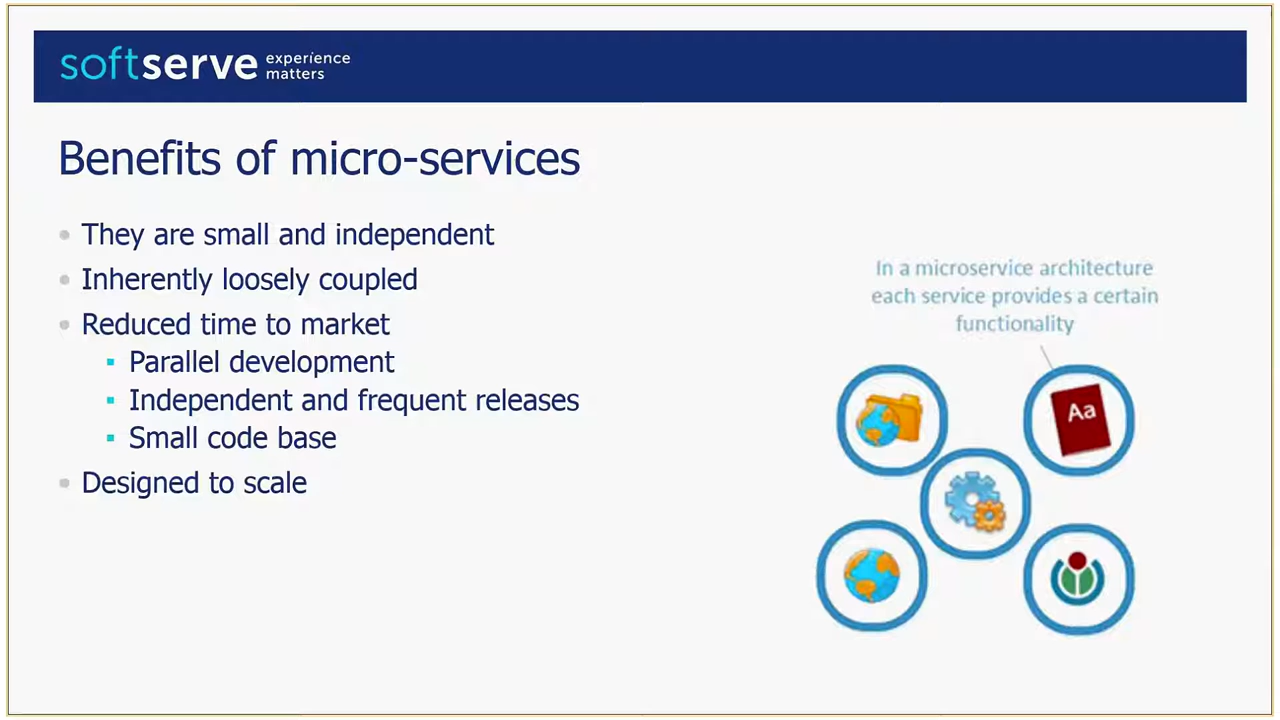 softserve experience
matters
Benefits of micro-services
They are small and independent
Inherently loosely coupled
Reduced time to market
Parallel development
Independent and frequent releases
Small code base
Designed to scale
In a microservice architecture
each service provides a certain
functionality
Aa